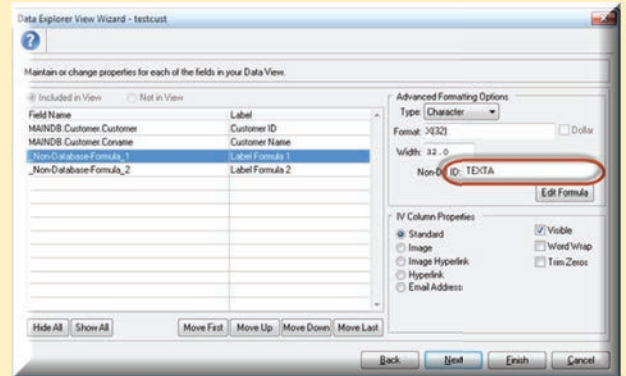 Data Explorer View Wizard - testcust
?
Maintain or change properties for each of the fields in your Data View.
Included in View Not in View
Field Name Label
MAINDB.Customer.Customer Customer ID
MAINDB.Customer.Coname Customer Name
_Non-Database-Formula_1 Label Formula 1
_Non-Database-Formula_2 Label Formula 2
Hide All Show All Move First Move Up Move Down Move Last
Advanced Formatting Options
Type: Character
Format: X(32) Dollar
Width: 32.0
Non-D ID: TEXTA
Edit Formula
IV Column Properties
Standard Visible
Image Word Wrap
Image Hyperlink Trim Zeros
Hyperlink
Email Address
Back Next Finish Cancel